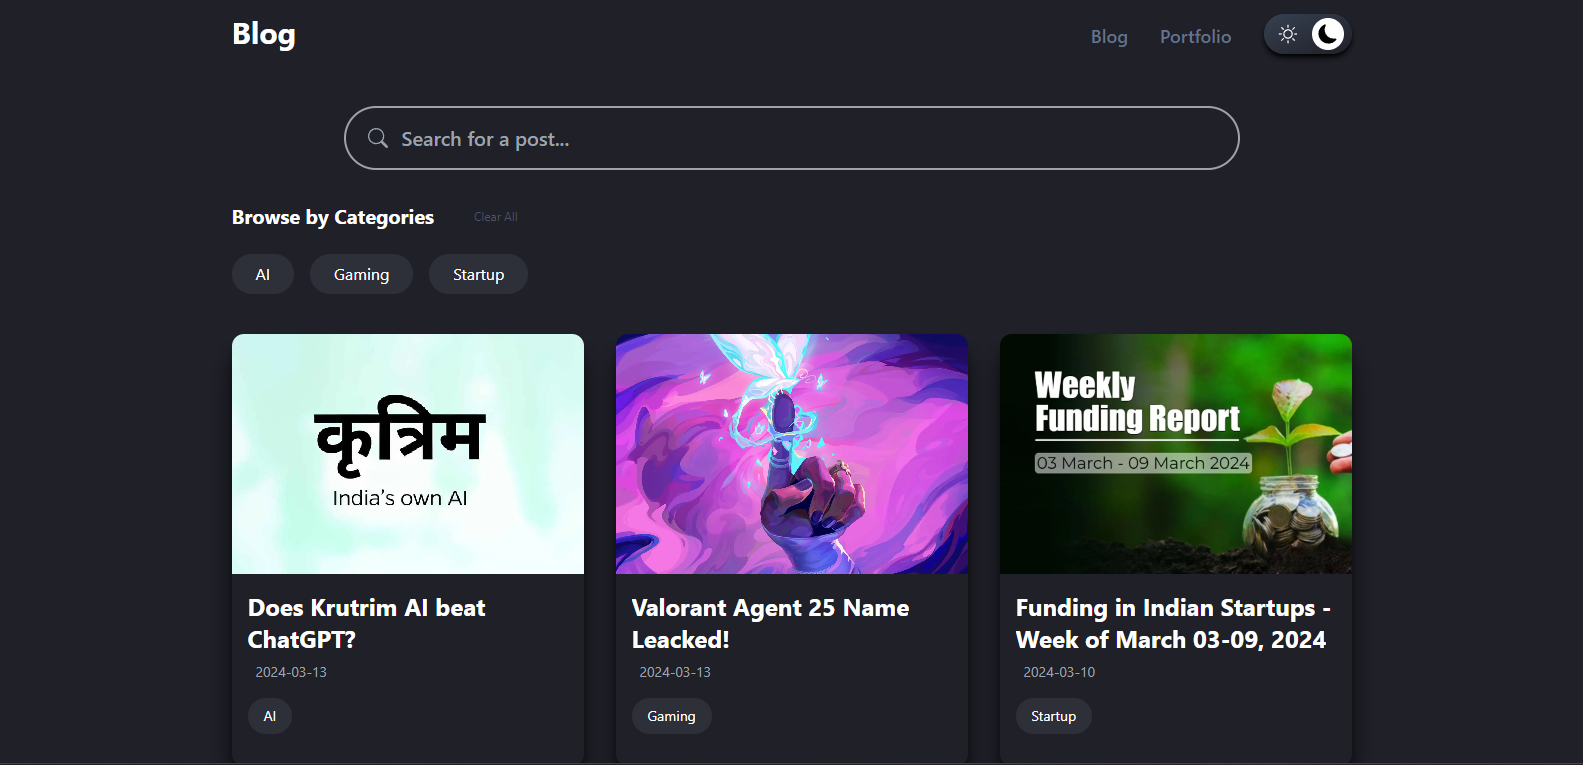 Blog
Blog Portfolio
Search for a post...
Browse by Categories Clear All
AI Gaming Startup
कृत्रिम
India's own AI
Weekly
Funding Report
03 March - 09 March 2024
Does Krutrim AI beat
ChatGPT?
2024-03-13
AI
Valorant Agent 25 Name
Leacked!
2024-03-13
Gaming
Funding in Indian Startups -
Week of March 03-09, 2024
2024-03-10
Startup